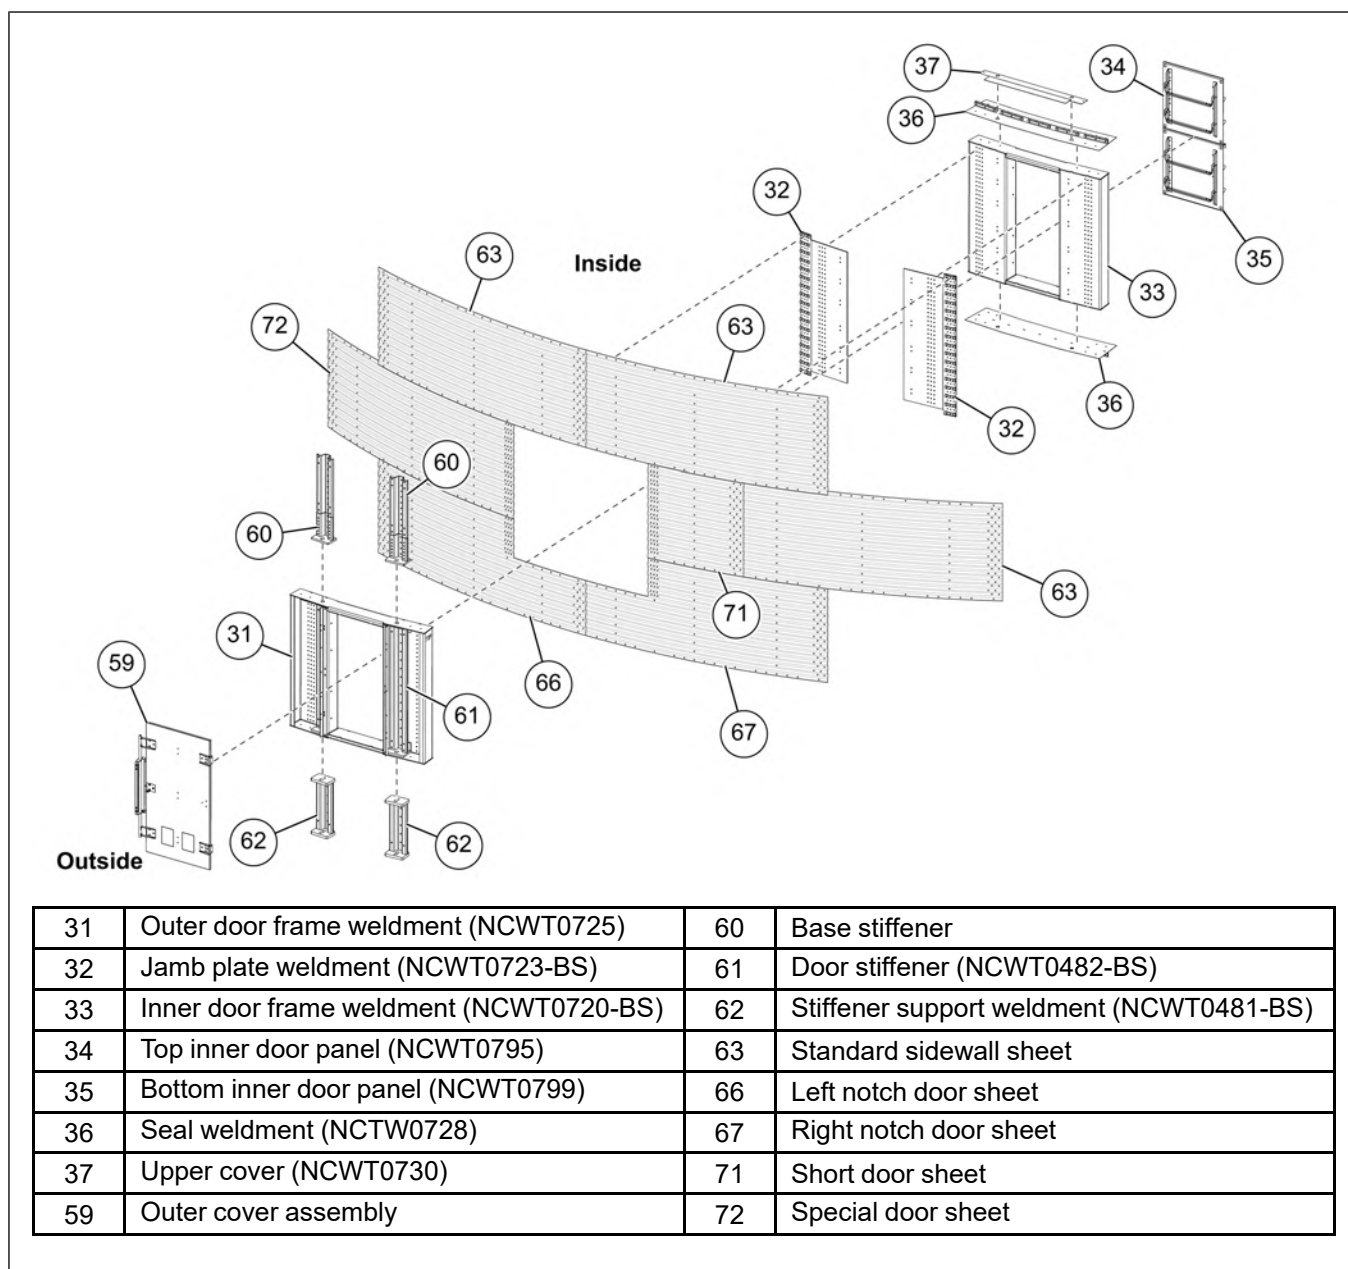 37
34
36
32
63
Inside
35
33
72
63
36
32
60
60
63
71
31
59
66
61
67
62
62
Outside
31 Outer door frame weldment (NCWT0725) 60 Base stiffener
32 Jamb plate weldment (NCWT0723-BS) 61 Door stiffener (NCWT0482-BS)
33 Inner door frame weldment (NCWT0720-BS) 62 Stiffener support weldment (NCWT0481-BS)
34 Top inner door panel (NCWT0795) 63 Standard sidewall sheet
35 Bottom inner door panel (NCWT0799) 66 Left notch door sheet
36 Seal weldment (NCTW0728) 67 Right notch door sheet
37 Upper cover (NCWT0730) 71 Short door sheet
59 Outer cover assembly 72 Special door sheet